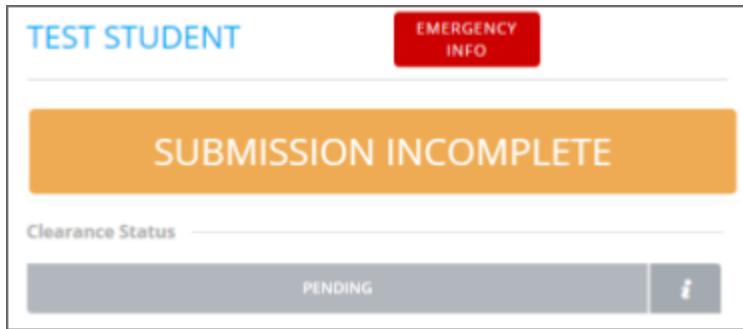 TEST STUDENT
EMERGENCY
INFO
SUBMISSION INCOMPLETE
Clearance Status
PENDING
i